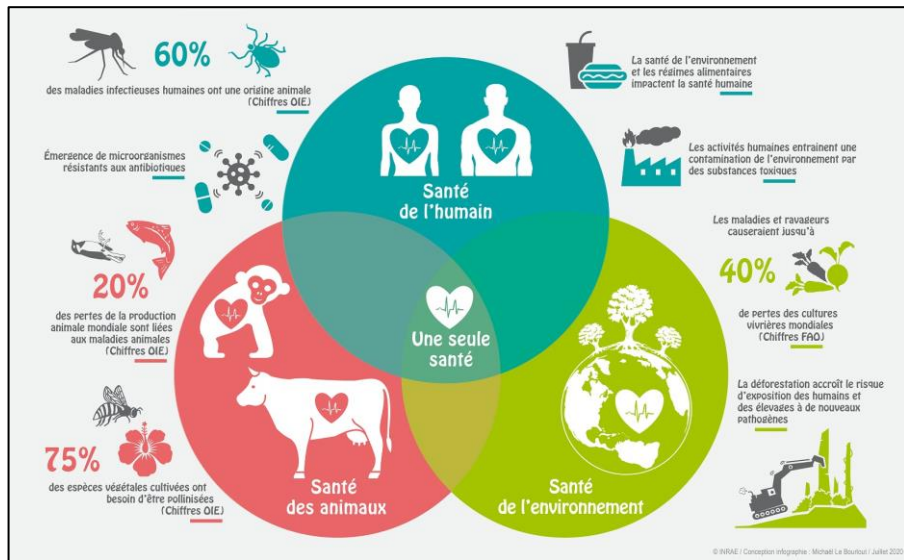 60%
des maladies infectieuses humaines ont une origine animale
(Chiffres OIE)
Émergence de microorganismes
résistants aux antibiotiques
20%
des pertes de la production
animale mondiale sont liées
aux maladies animales
(Chiffres OIE)
75%
des espèces végétales cultivées ont
besoin d'être pollinisées
(Chiffres OIE)
Santé
de l'humain
Une seule
santé
Santé
des animaux
Santé
de l'environnement
La santé de l'environnement
et les régimes alimentaires
impactent la santé humaine
Les activités humaines entrainent une
contamination de l'environnement par
des substances toxiques
Les maladies et ravageurs
causeraient jusqu'à
40%
de pertes des cultures
vivrières mondiales
(Chiffres FAO)
La déforestation accroît le risque
d'exposition des humains et
des élevages à de nouveaux
pathogènes
© INRAE / Conception infographie : Michaël Le Bourlout / Juillet 2020